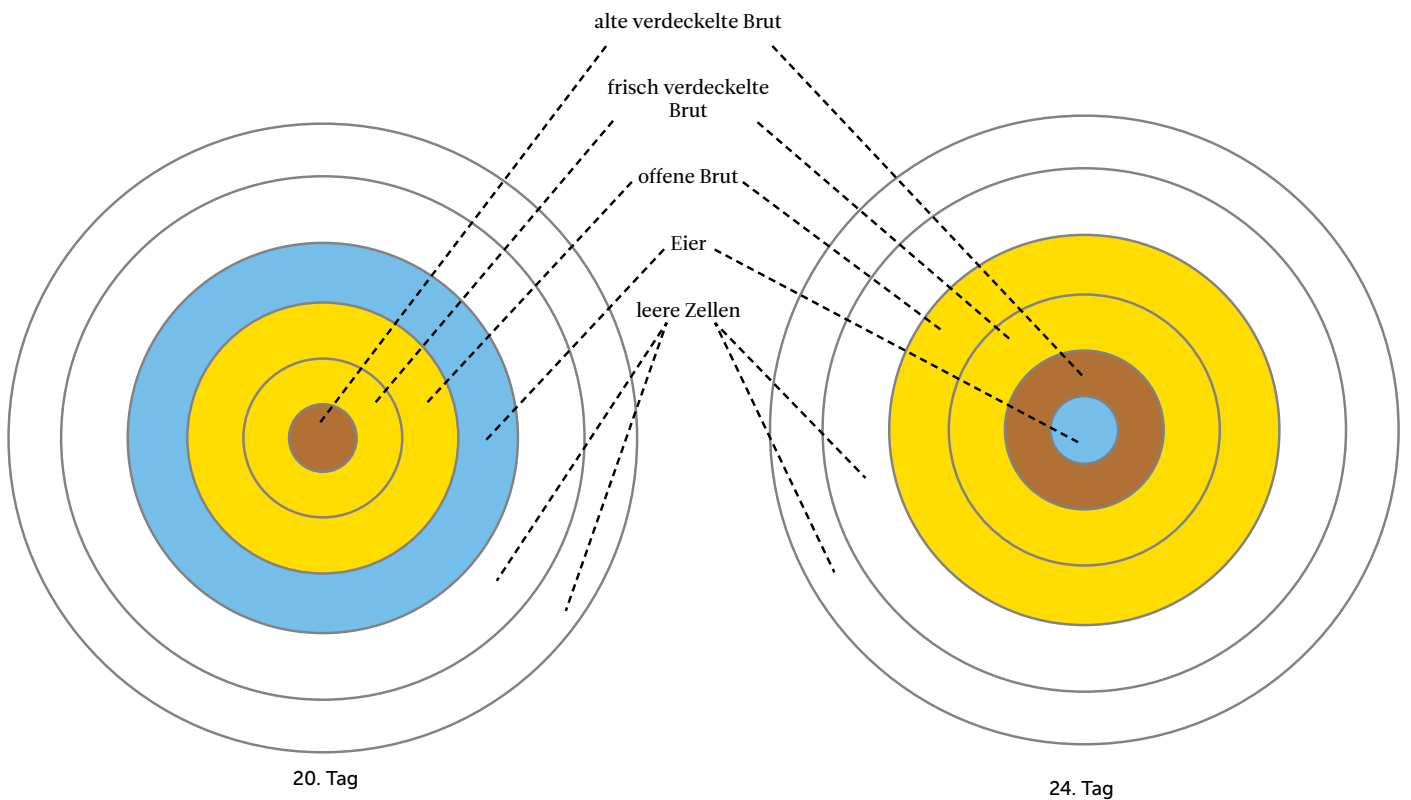 alte verdeckelte Brut
frisch verdeckelte
Brut
offene Brut
Eier
leere Zellen
20. Tag
24. Tag